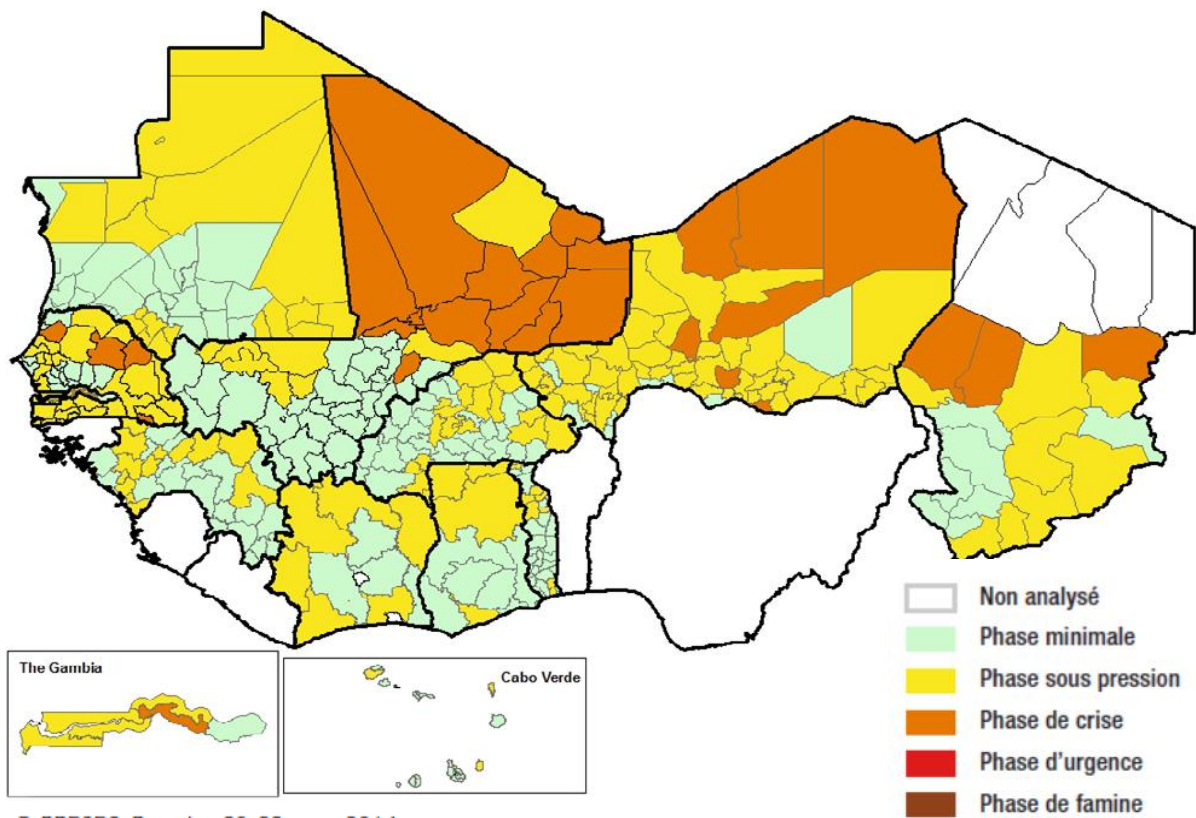 The Gambia
Cabo Verde
Non analysé
Phase minimale
Phase sous pression
Phase de crise
Phase d'urgence
Phase de famine